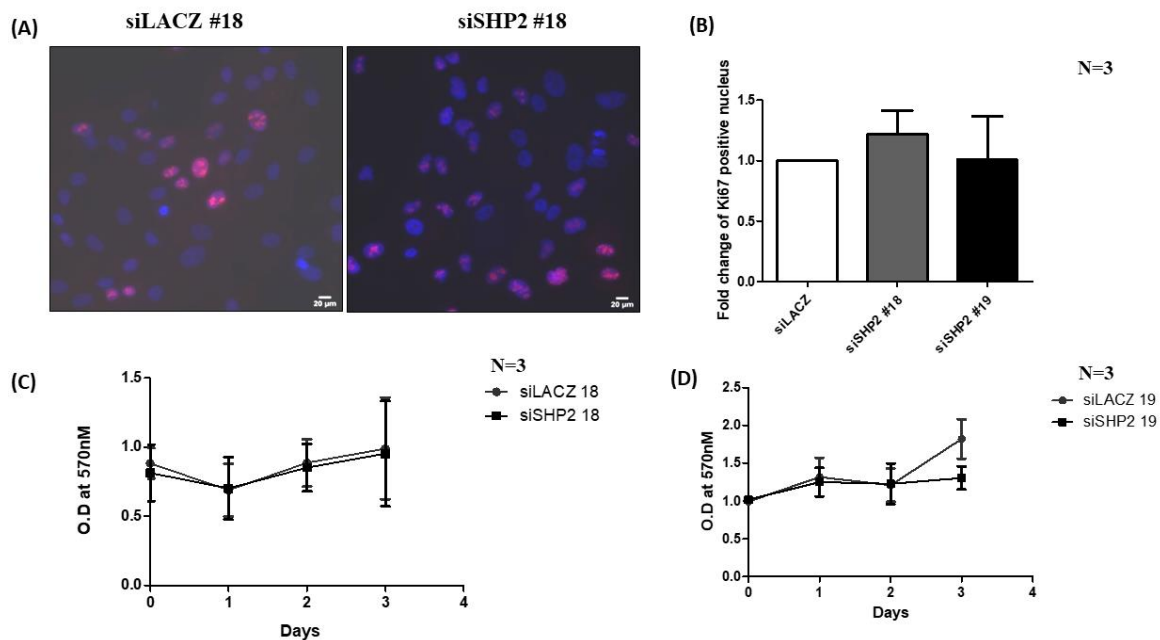 (A)
siLACZ #18
siSHP2 #18
20 µm
20 µm
(B)
N=3
Fold change of Ki67 positive nucleus
1.5
1.0
0.5
0.0
siLACZ
siSHP2 #18
siSHP2 #19
(C)
N=3
siLACZ 18
siSHP2 18
O.D at 570nM
1.5
1.0
0.5
0.0
0 1 2 3 4
Days
(D)
N=3
siLACZ 19
siSHP2 19
O.D at 570nM
2.5
2.0
1.5
1.0
0.5
0.0
0 1 2 3 4
Days